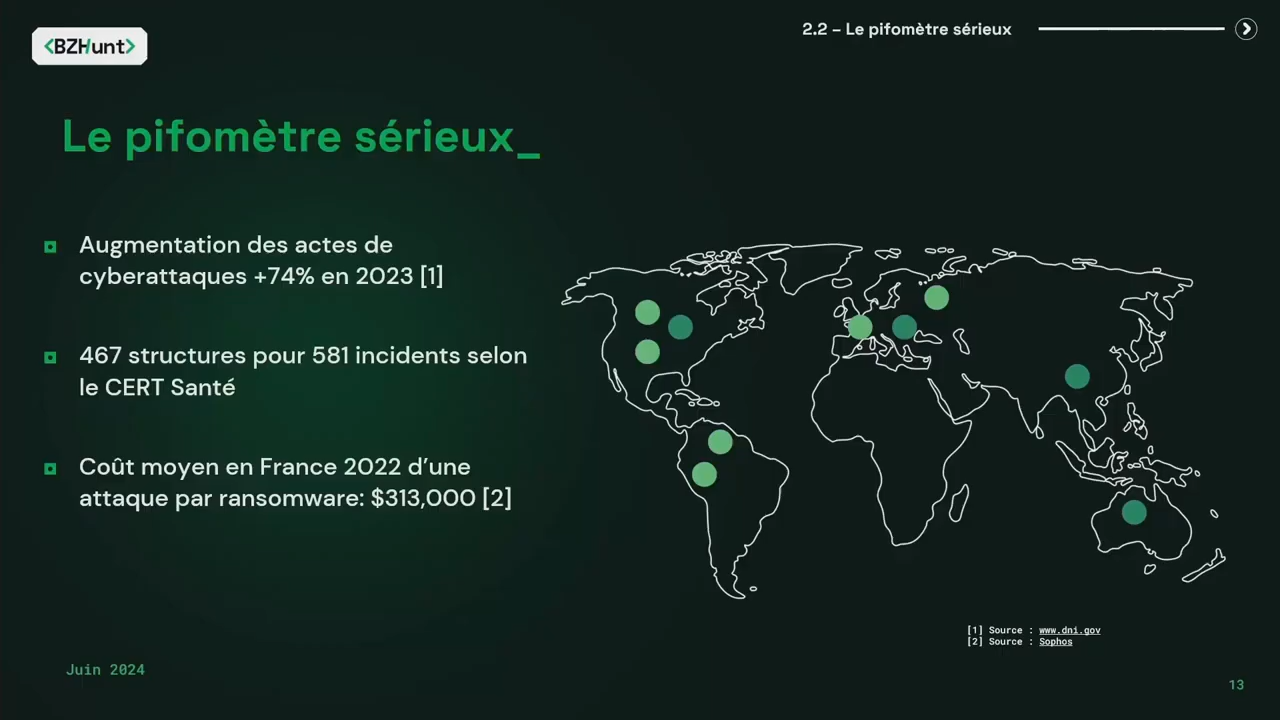 <BZHunt>
2.2 – Le pifomètre sérieux
Le pifomètre sérieux_
Augmentation des actes de
cyberattaques +74% en 2023 [1]
467 structures pour 581 incidents selon
le CERT Santé
Coût moyen en France 2022 d’une
attaque par ransomware: $313,000 [2]
[1] Source : www.dni.gov
[2] Source : Sophos
Juin 2024
13